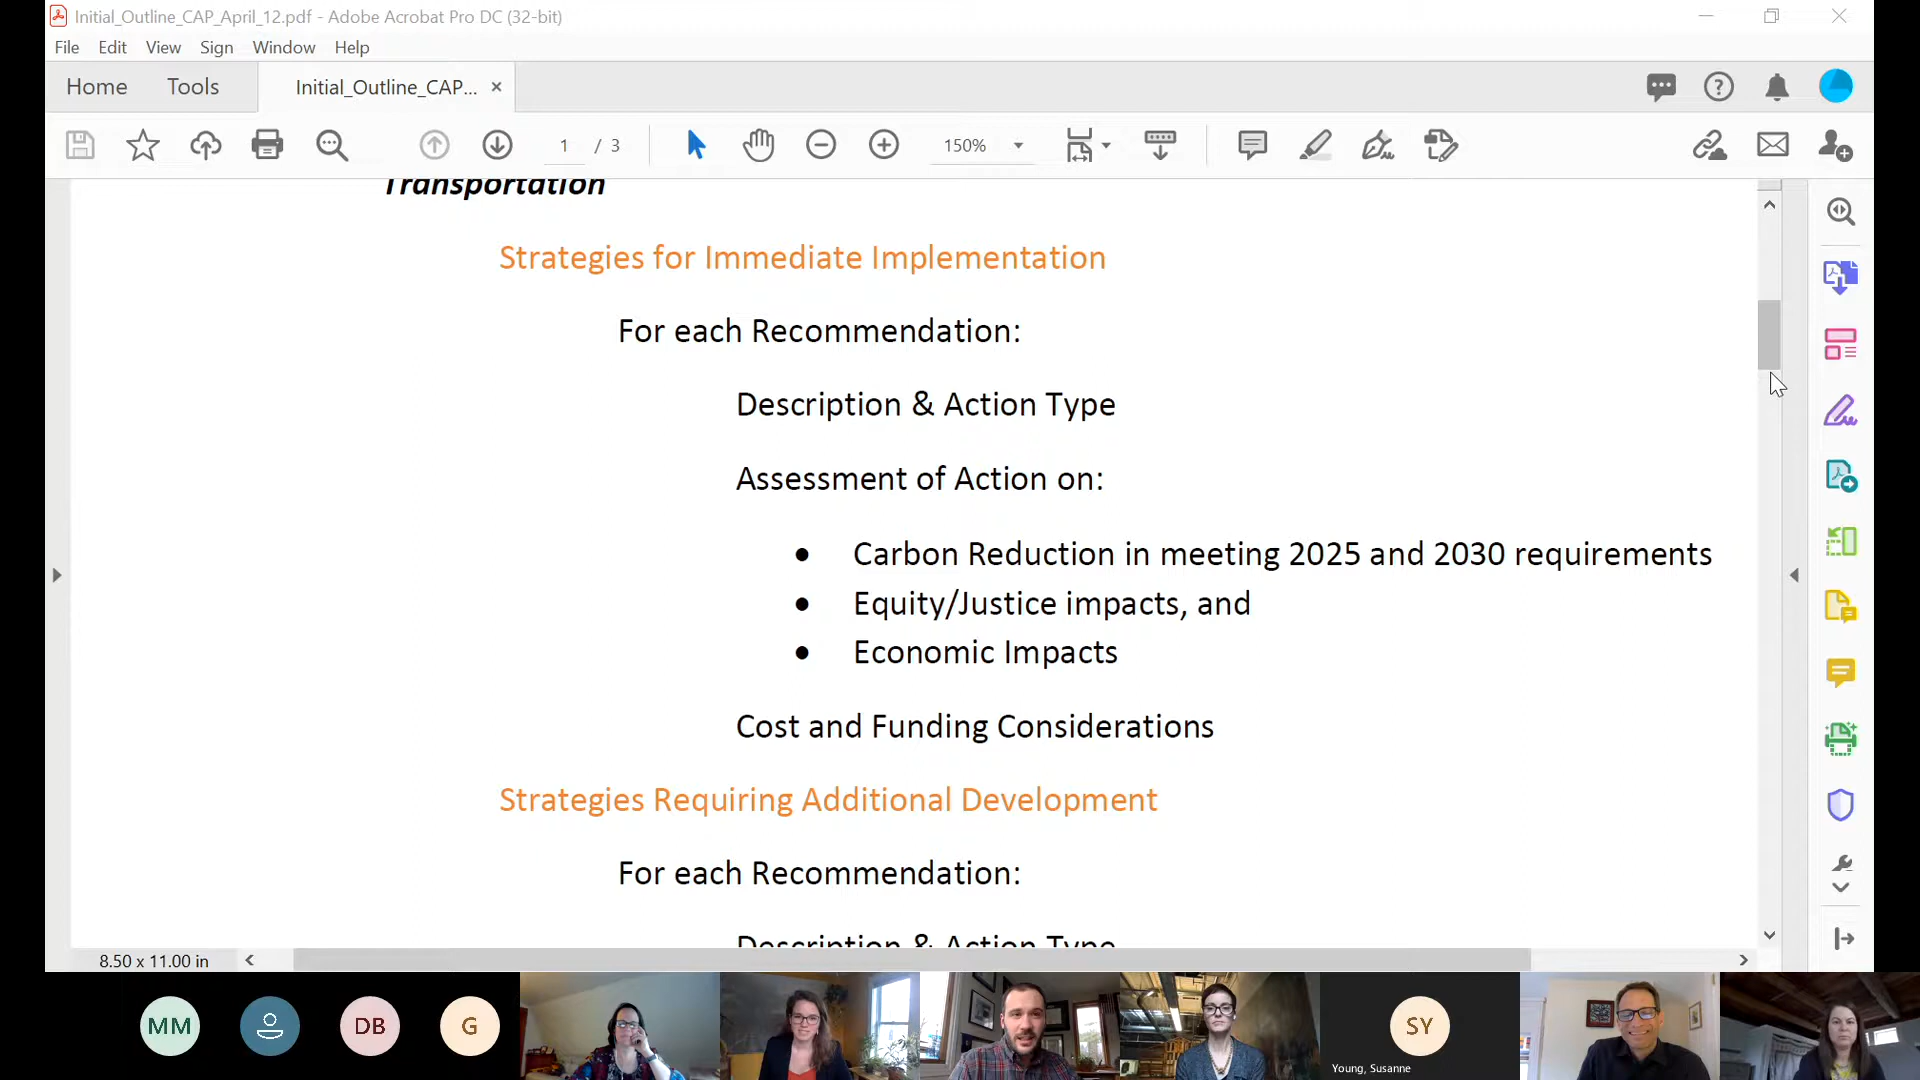 Initial_Outline_CAP_April_12.pdf - Adobe Acrobat Pro DC (32-bit)
File Edit View Sign Window Help
Home Tools Initial_Outline_CAP... ×
1 / 3 150%
Transportation
Strategies for Immediate Implementation
For each Recommendation:
Description & Action Type
Assessment of Action on:
• Carbon Reduction in meeting 2025 and 2030 requirements
• Equity/Justice impacts, and
• Economic Impacts
Cost and Funding Considerations
Strategies Requiring Additional Development
For each Recommendation:
Description & Action Type
8.50 x 11.00 in
MM DB G SY
Young, Susanne